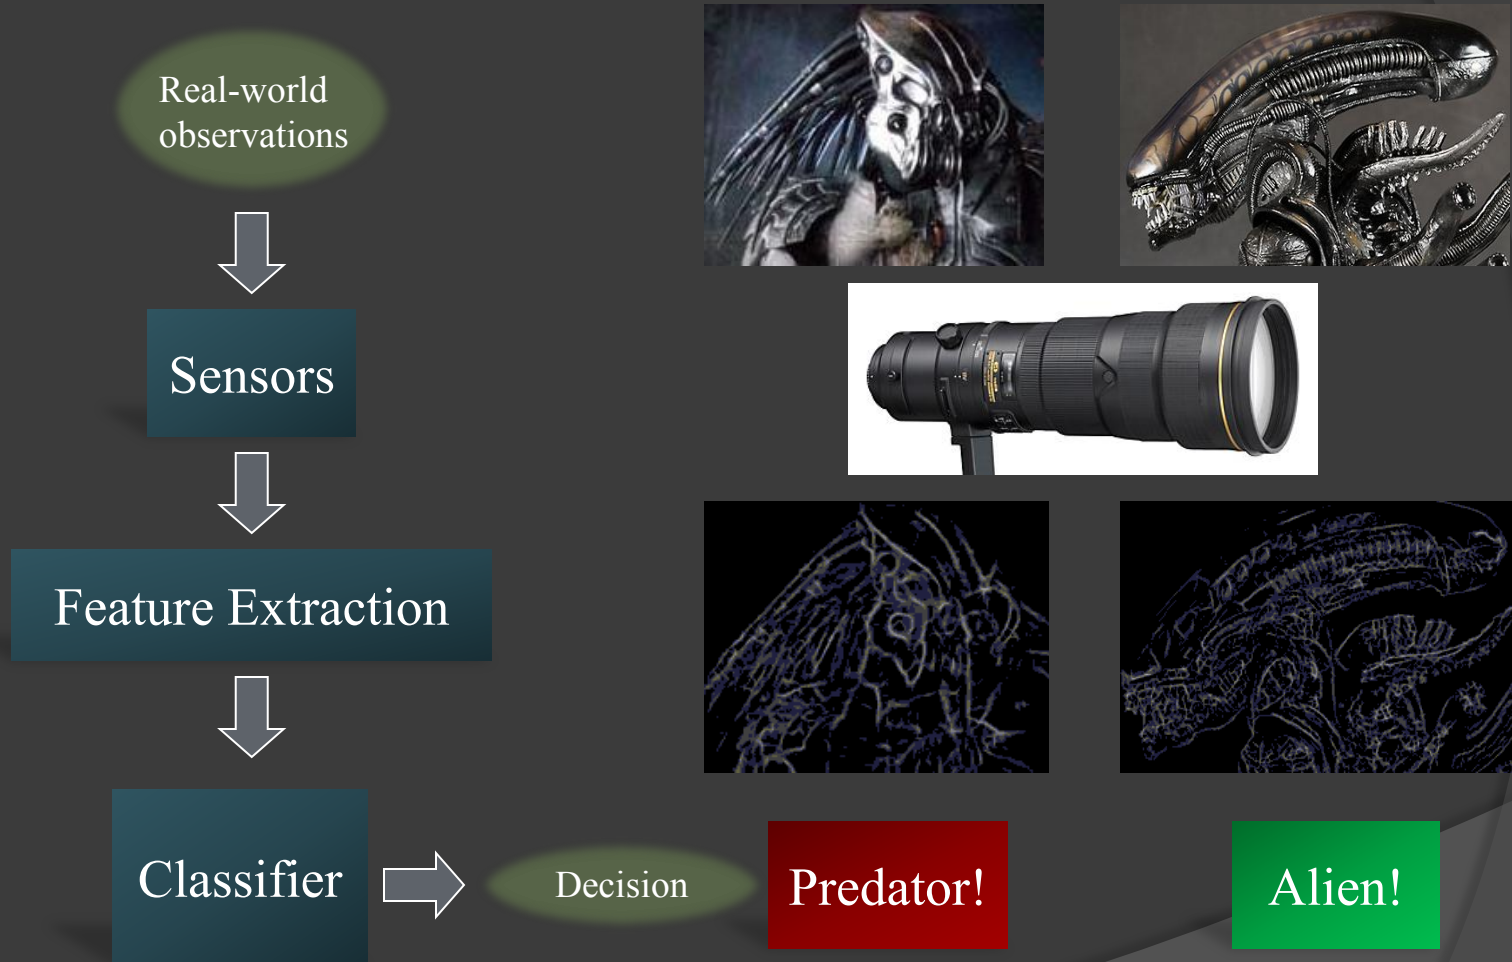 Real-world
observations
Sensors
Feature Extraction
Classifier
Decision
Predator!
Alien!